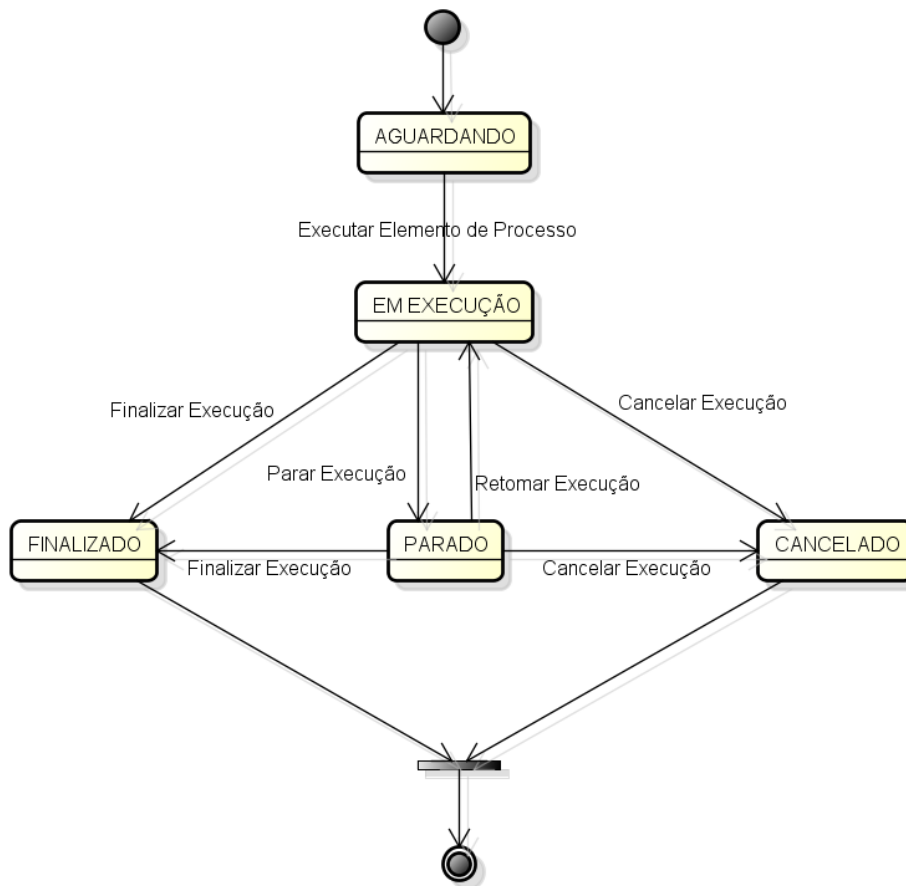 AGUARDANDO
Executar Elemento de Processo
EM EXECUÇÃO
Finalizar Execução
Cancelar Execução
Parar Execução
Retomar Execução
FINALIZADO
PARADO
CANCELADO
Finalizar Execução
Cancelar Execução